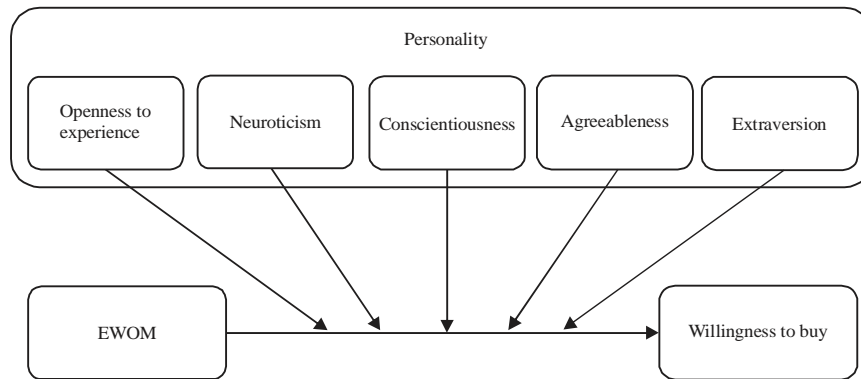 Personality
Openness to
experience
Neuroticism
Conscientiousness
Agreeableness
Extraversion
EWOM
Willingness to buy